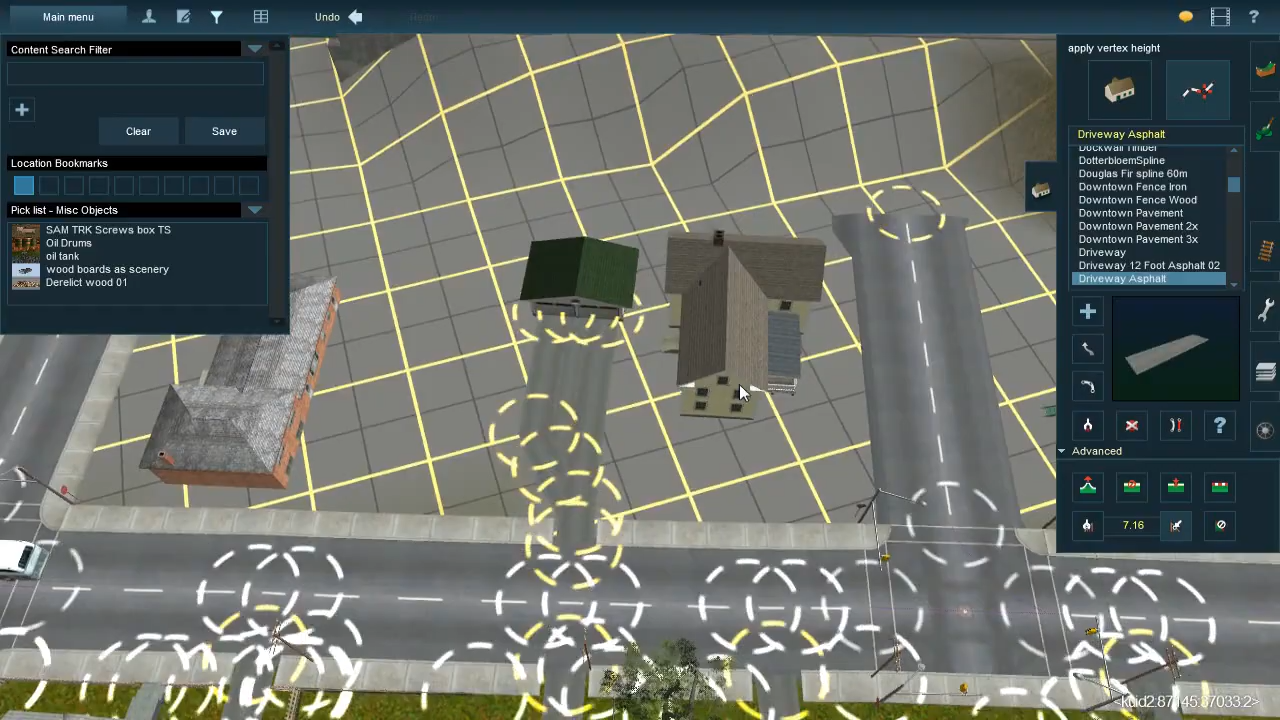 Main menu
Undo
Redo
Content Search Filter
Clear
Save
Location Bookmarks
Pick list - Misc Objects
SAM TRK Screws box TS
Oil Drums
oil tank
wood boards as scenery
Derelict wood 01
apply vertex height
Driveway Asphalt
Dockwall Timber
DotterbloemSpline
Douglas Fir spline 60m
Downtown Fence Iron
Downtown Fence Wood
Downtown Pavement
Downtown Pavement 2x
Downtown Pavement 3x
Driveway
Driveway 12 Foot Asphalt 02
Driveway Asphalt
Advanced
7.16